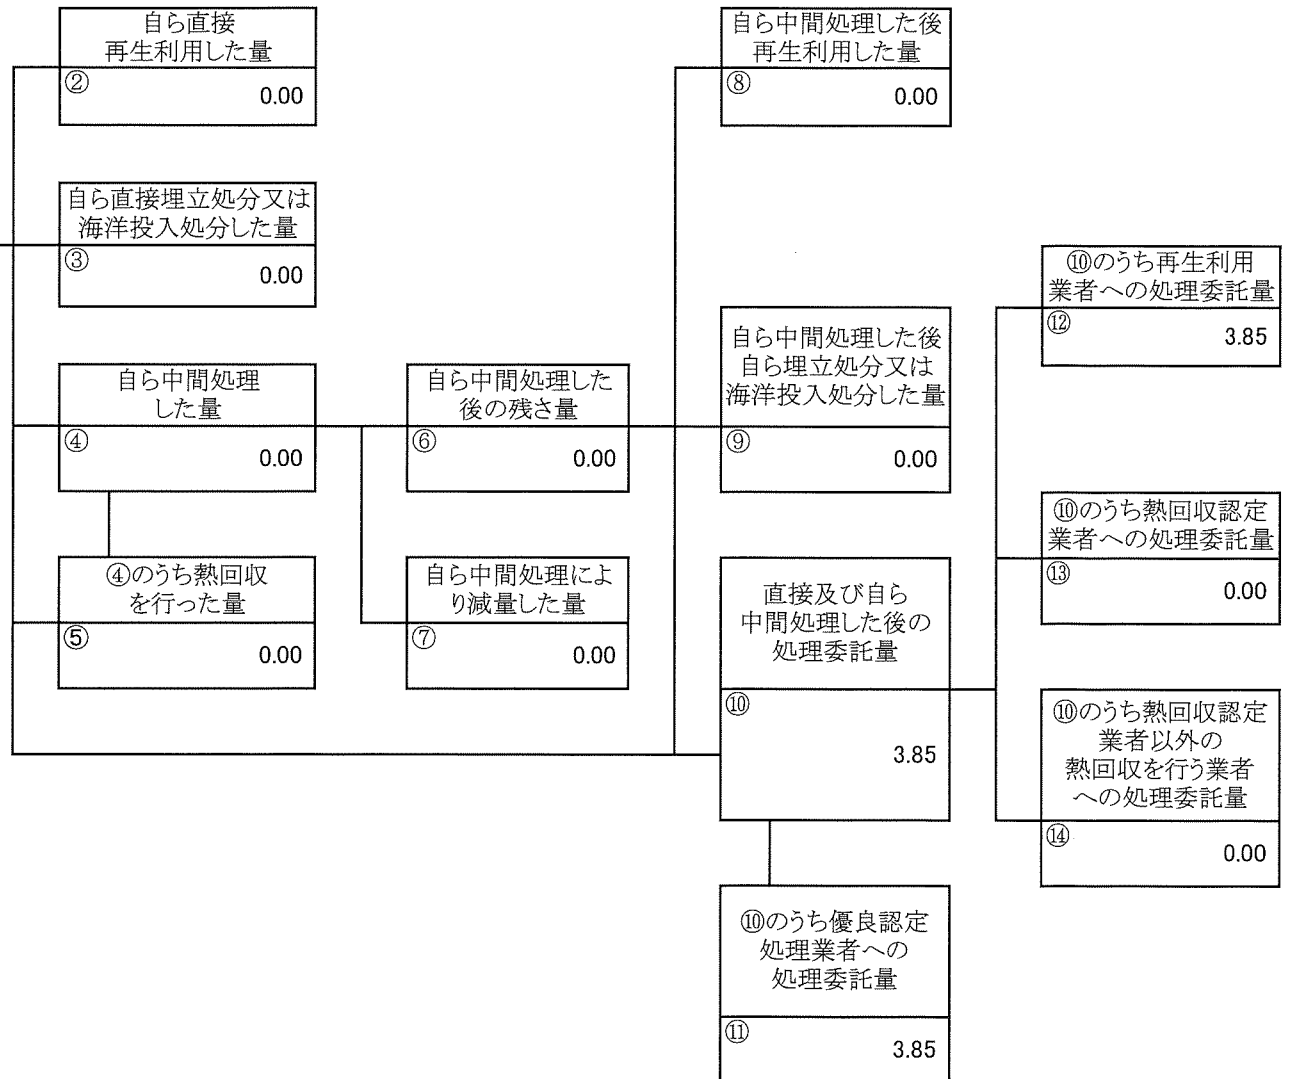 自ら直接
再生利用した量
②
0.00
自ら直接埋立処分又は
海洋投入処分した量
③
0.00
自ら中間処理
した量
④
0.00
④のうち熱回収
を行った量
⑤
0.00
自ら中間処理した
後の残さ量
⑥
0.00
自ら中間処理によ
り減量した量
⑦
0.00
自ら中間処理した後
再生利用した量
⑧
0.00
自ら中間処理した後
自ら埋立処分又は
海洋投入処分した量
⑨
0.00
直接及び自ら
中間処理した後の
処理委託量
⑩
3.85
⑩のうち優良認定
処理業者への
処理委託量
⑪
3.85
⑩のうち再生利用
業者への処理委託量
⑫
3.85
⑩のうち熱回収認定
業者への処理委託量
⑬
0.00
⑩のうち熱回収認定
業者以外の
熱回収を行う業者
への処理委託量
⑭
0.00